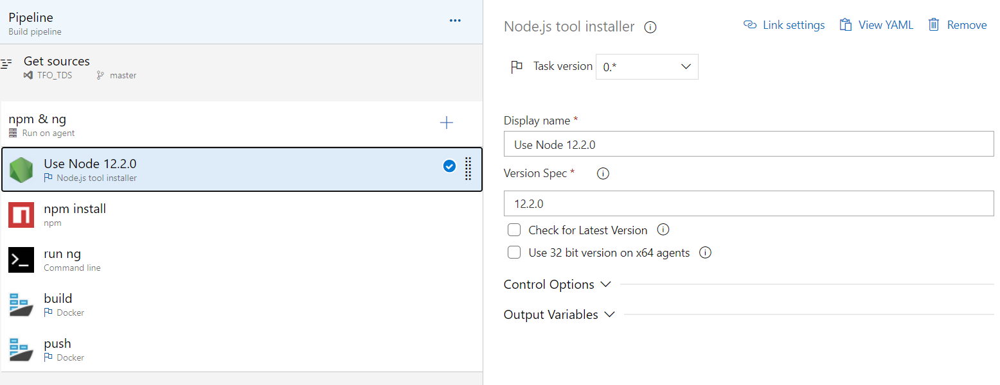 Pipeline
Build pipeline
Get sources
TFO_TDS master
npm & ng
Run on agent
Use Node 12.2.0
Node.js tool installer
npm install
npm
run ng
Command line
build
Docker
push
Docker
Node.js tool installer
Link settings View YAML Remove
Task version 0.*
Display name *
Use Node 12.2.0
Version Spec *
12.2.0
Check for Latest Version
Use 32 bit version on x64 agents
Control Options
Output Variables